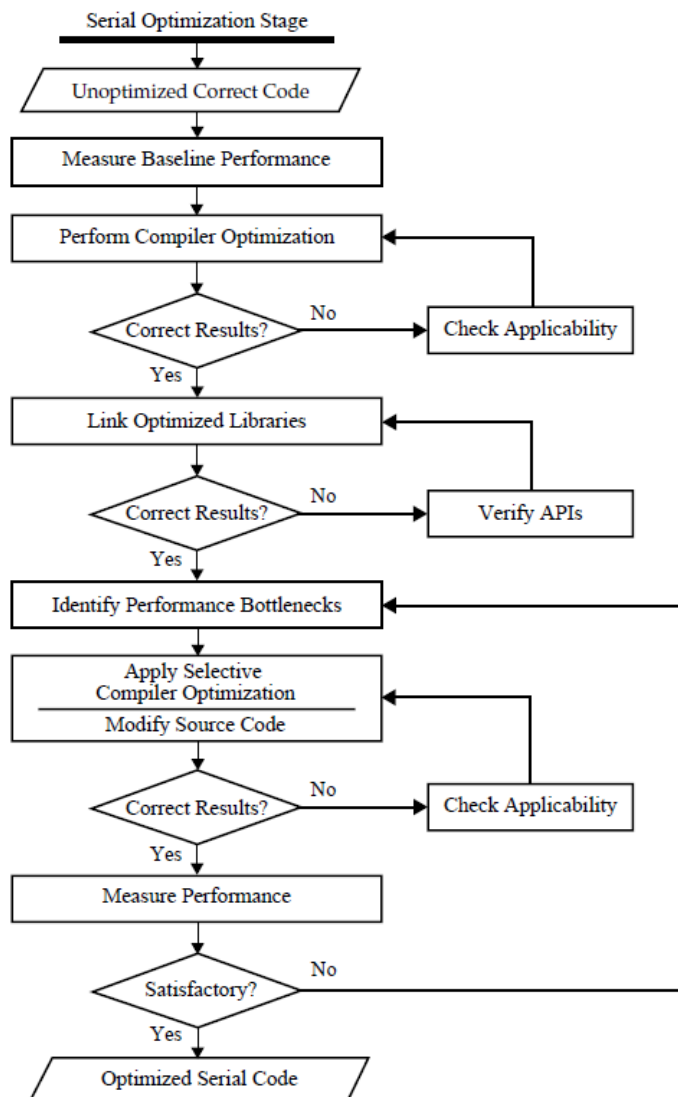 Serial Optimization Stage
Unoptimized Correct Code
Measure Baseline Performance
Perform Compiler Optimization
Correct Results?
No
Check Applicability
Yes
Link Optimized Libraries
Correct Results?
No
Verify APIs
Yes
Identify Performance Bottlenecks
Apply Selective
Compiler Optimization
Modify Source Code
Correct Results?
No
Check Applicability
Yes
Measure Performance
Satisfactory?
No
Yes
Optimized Serial Code